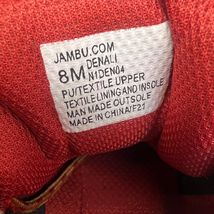 JAMBU.COM
8M DENALI
N1DEN04
PU/TEXTILE UPPER
TEXTILE LINING AND INSOLE
MAN MADE OUTSOLE
MADE IN CHINA/F21